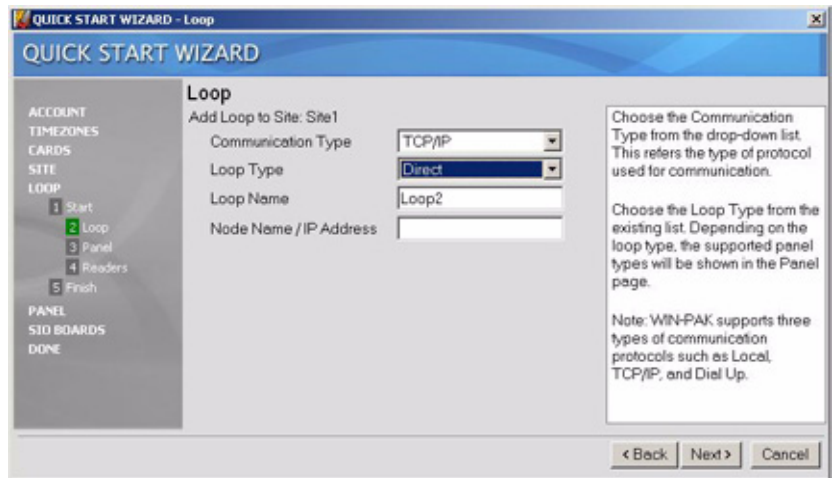 QUICK START WIZARD - Loop
QUICK START WIZARD
ACCOUNT
TIMEZONES
CARDS
SITE
LOOP
1 Start
2 Loop
3 Panel
4 Readers
5 Finish
PANEL
SIO BOARDS
DONE
Loop
Add Loop to Site: Site1
Communication Type TCP/IP
Loop Type Direct
Loop Name Loop2
Node Name / IP Address
Choose the Communication
Type from the drop-down list.
This refers the type of protocol
used for communication.
Choose the Loop Type from the
existing list. Depending on the
loop type, the supported panel
types will be shown in the Panel
page.
Note: WIN-PAK supports three
types of communication
protocols such as Local,
TCP/IP, and Dial Up.
< Back Next > Cancel